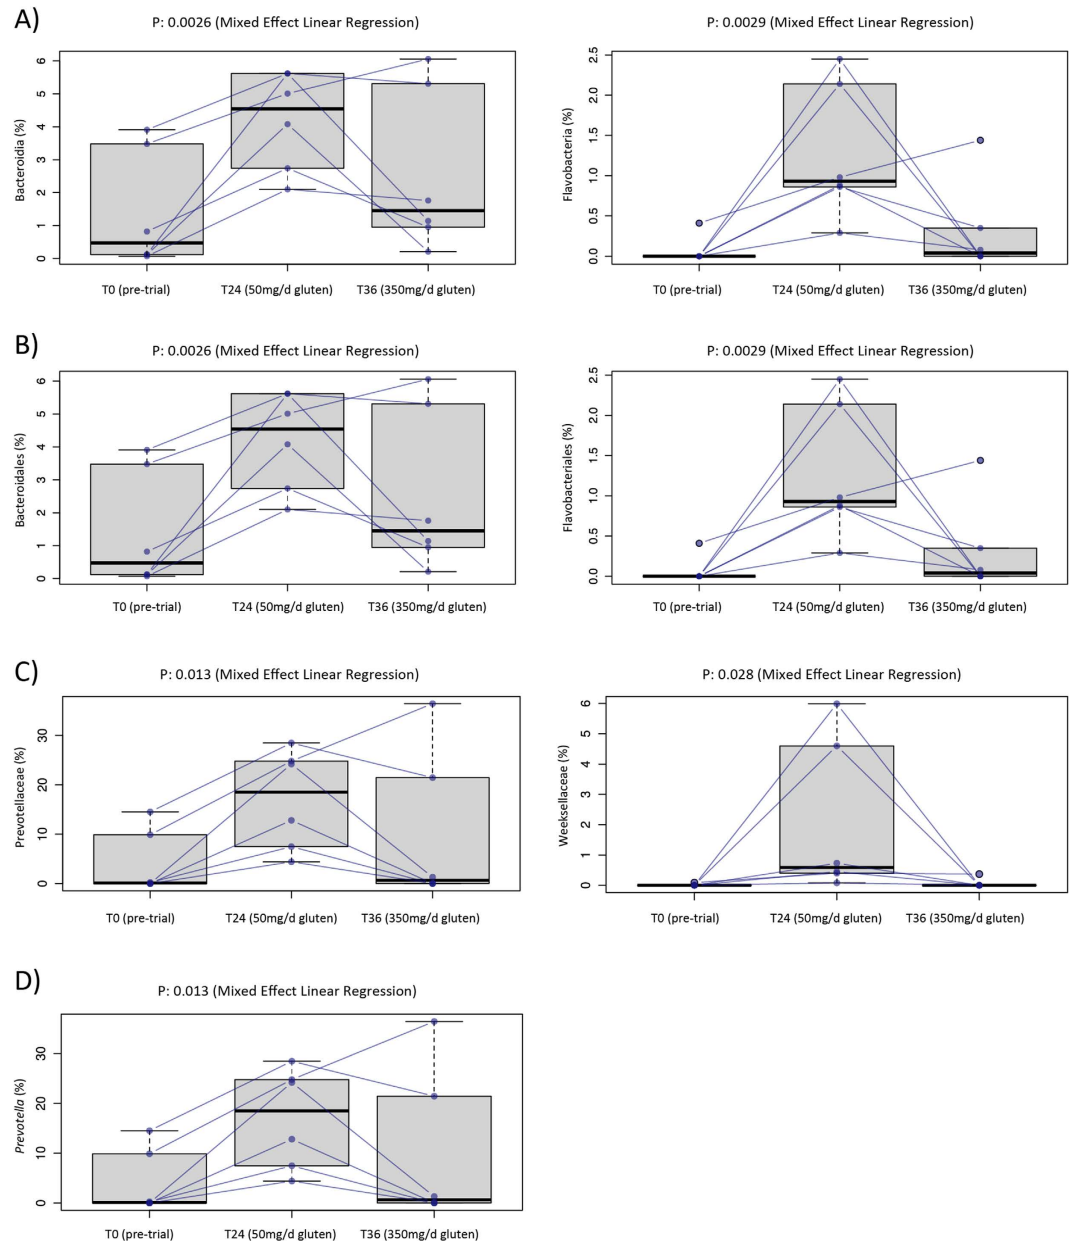 A)
P: 0.0026 (Mixed Effect Linear Regression)
Bacteroidia (%)
6
5
4
3
2
1
0
T0 (pre-trial) T24 (50mg/d gluten) T36 (350mg/d gluten)
P: 0.0029 (Mixed Effect Linear Regression)
Flavobacteria (%)
2.5
2.0
1.5
1.0
0.5
0.0
T0 (pre-trial) T24 (50mg/d gluten) T36 (350mg/d gluten)
B)
P: 0.0026 (Mixed Effect Linear Regression)
Bacteroidales (%)
6
5
4
3
2
1
0
T0 (pre-trial) T24 (50mg/d gluten) T36 (350mg/d gluten)
P: 0.0029 (Mixed Effect Linear Regression)
Flavobacteriales (%)
2.5
2.0
1.5
1.0
0.5
0.0
T0 (pre-trial) T24 (50mg/d gluten) T36 (350mg/d gluten)
C)
P: 0.013 (Mixed Effect Linear Regression)
Prevotellaceae (%)
30
20
10
0
T0 (pre-trial) T24 (50mg/d gluten) T36 (350mg/d gluten)
P: 0.028 (Mixed Effect Linear Regression)
Weeksellaceae (%)
6
5
4
3
2
1
0
T0 (pre-trial) T24 (50mg/d gluten) T36 (350mg/d gluten)
D)
P: 0.013 (Mixed Effect Linear Regression)
Prevotella (%)
30
20
10
0
T0 (pre-trial) T24 (50mg/d gluten) T36 (350mg/d gluten)